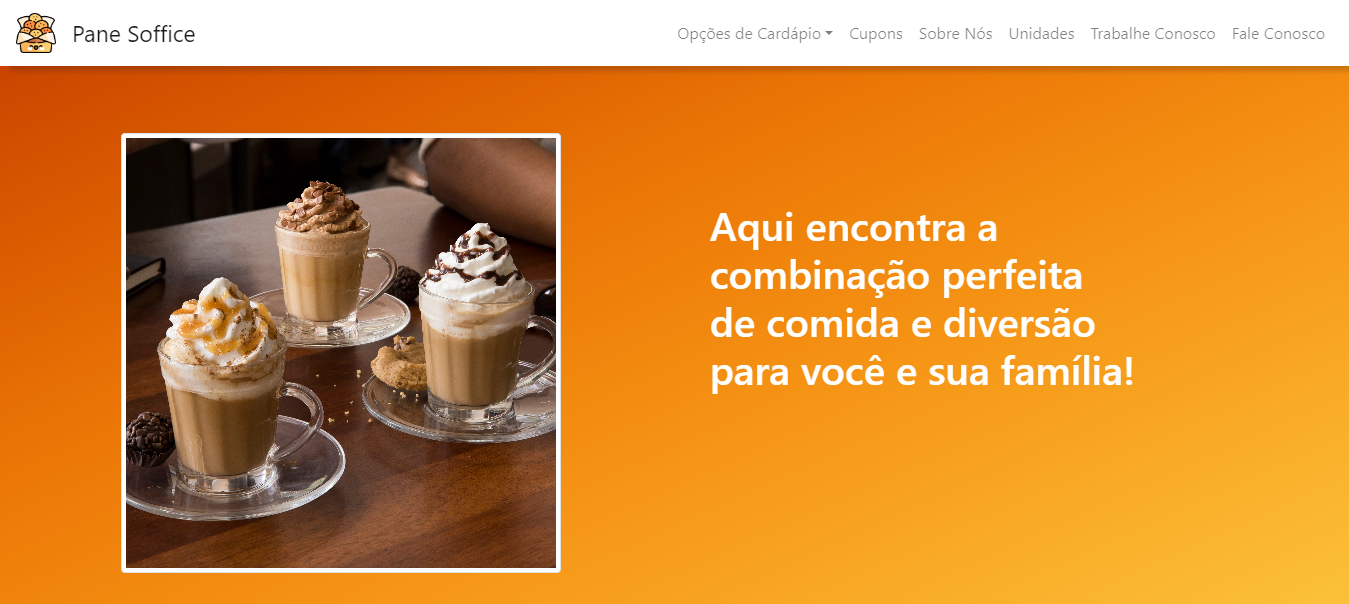 Pane Soffice
Opções de Cardápio Cupons Sobre Nós Unidades Trabalhe Conosco Fale Conosco
Aqui encontra a
combinação perfeita
de comida e diversão
para você e sua família!